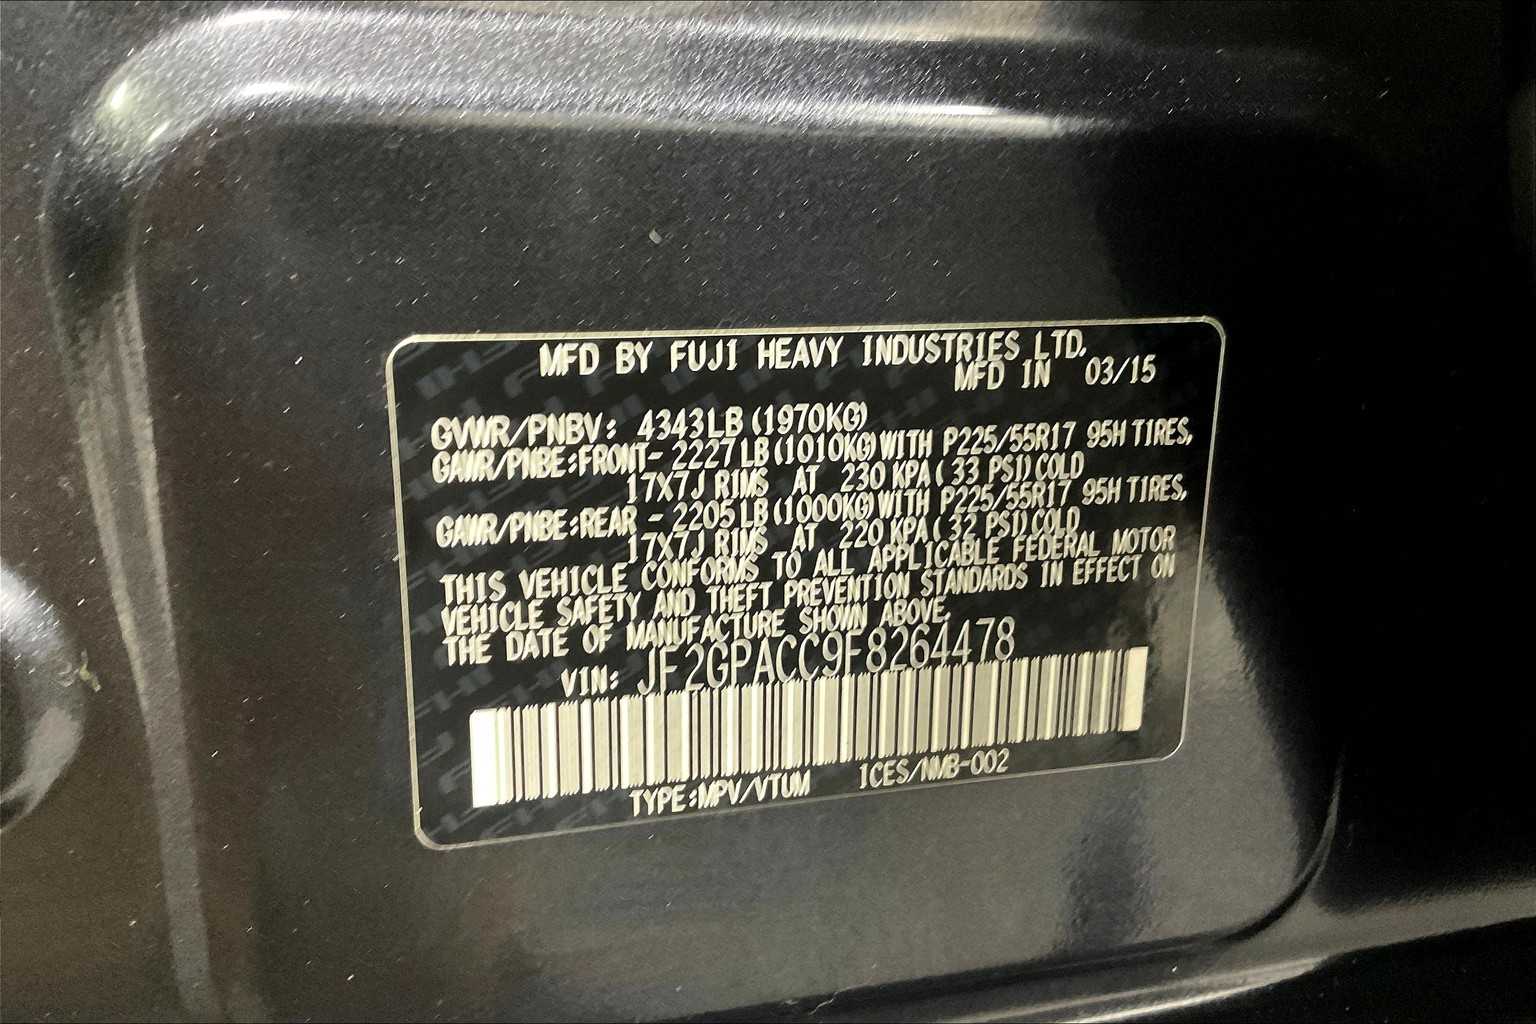 MFD BY FUJI HEAVY INDUSTRIES LTD.
MFD IN 03/15
GVWR/PNBV: 4343LB (1970KG)
GAWR/PNBE:FRONT- 2227LB (1010KG)WITH P225/55R17 95H TIRES,
17X7J RIMS AT 230 KPA( 33 PSI)COLD
GAWR/PNBE:REAR - 2205LB (1000KG)WITH P225/55R17 95H TIRES,
17X7J RIMS AT 220 KPA( 32 PSI)COLD
THIS VEHICLE CONFORMS TO ALL APPLICABLE FEDERAL MOTOR
VEHICLE SAFETY AND THEFT PREVENTION STANDARDS IN EFFECT ON
THE DATE OF MANUFACTURE SHOWN ABOVE.
VIN: JF2GPACC9F8264478
TYPE:MPV/VTUM ICES/NMB-002